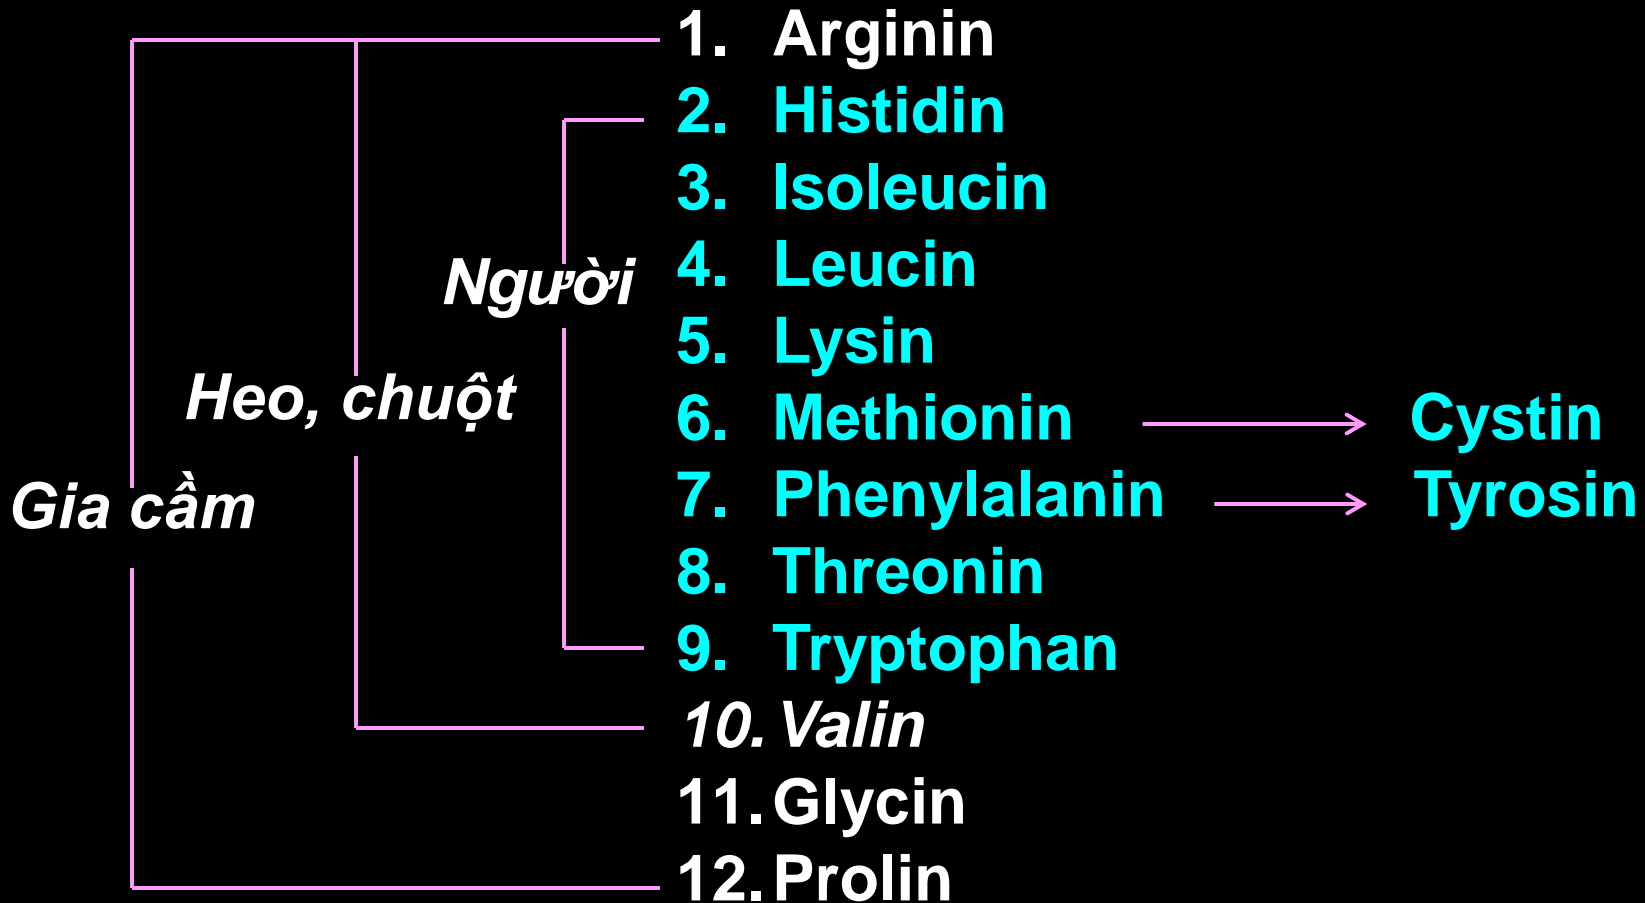 1. Arginin
2. Histidin
3. Isoleucin
Người 4. Leucin
5. Lysin
Heo, chuột 6. Methionin Cystin
Gia cầm 7. Phenylalanin Tyrosin
8. Threonin
9. Tryptophan
10. Valin
11. Glycin
12. Prolin